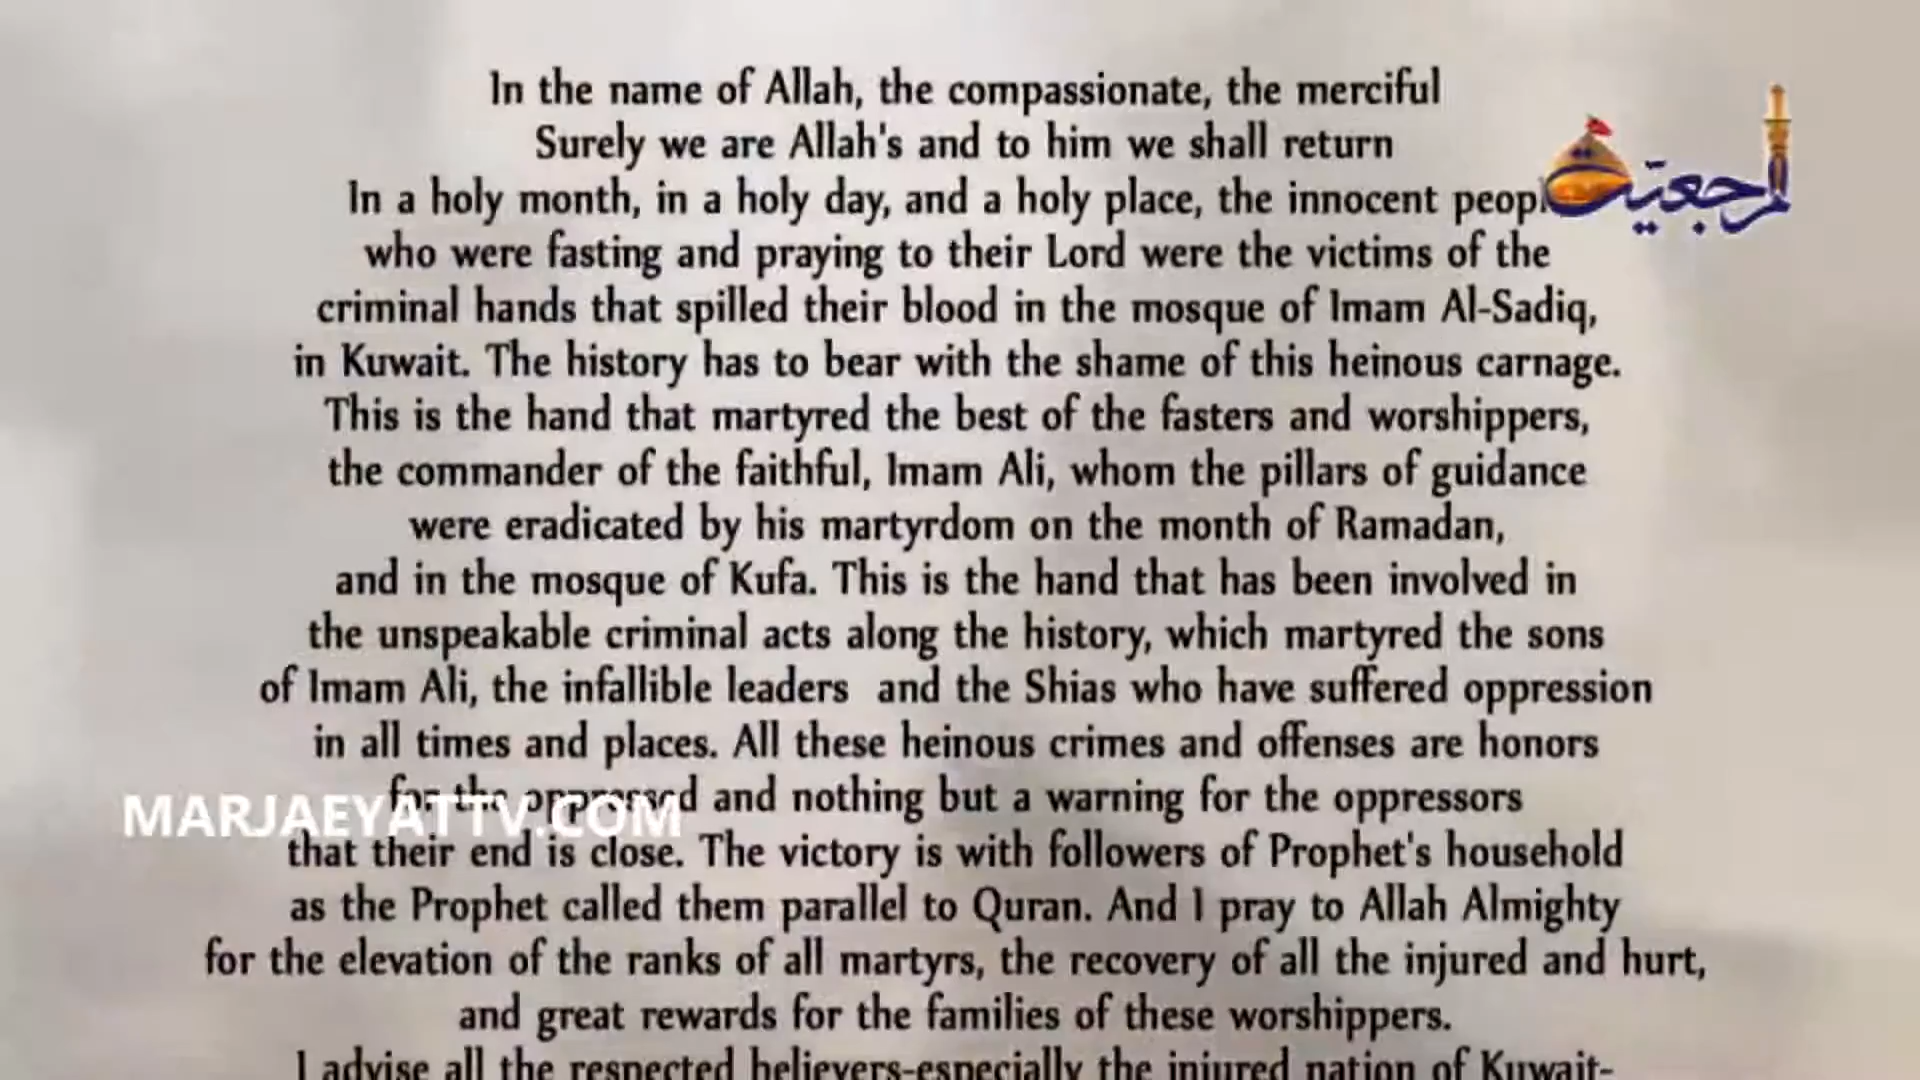 In the name of Allah, the compassionate, the merciful
Surely we are Allah's and to him we shall return
In a holy month, in a holy day, and a holy place, the innocent
مرجعیت
who were fasting and praying to their Lord were the victims of the
criminal hands that spilled their blood in the mosque of Imam Al-Sadiq,
in Kuwait. The history has to bear with the shame of this heinous carnage.
This is the hand that martyred the best of the fasters and worshippers,
the commander of the faithful, Imam Ali, whom the pillars of guidance
were eradicated by his martyrdom on the month of Ramadan,
and in the mosque of Kufa. This is the hand that has been involved in
the unspeakable criminal acts along the history, which martyred the sons
of Imam Ali, the infallible leaders and the Shias who have suffered oppression
in all times and places. All these heinous crimes and offenses are honors
for the oppressed and nothing but a warning for the oppressors
MARJAEYATTV.COM
that their end is close. The victory is with followers of Prophet's household
as the Prophet called them parallel to Quran. And I pray to Allah Almighty
for the elevation of the ranks of all martyrs, the recovery of all the injured and hurt,
and great rewards for the families of these worshippers.
I advise all the respected believers-especially the injured nation of Kuwait-